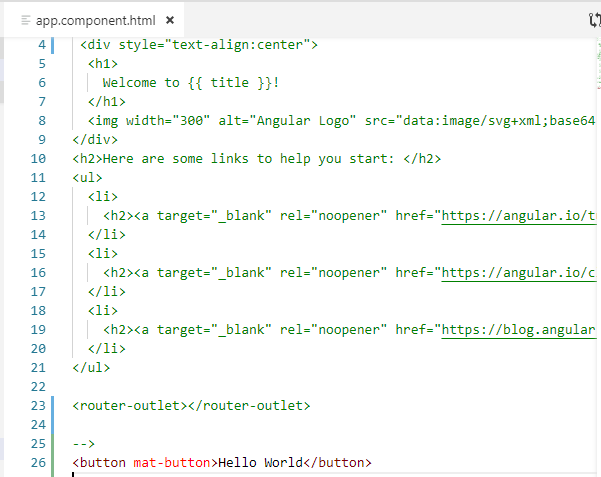 app.component.html
4 <div style="text-align:center">
5 <h1>
6 Welcome to {{ title }}!
7 </h1>
8 <img width="300" alt="Angular Logo" src="data:image/svg+xml;base64
9 </div>
10 <h2>Here are some links to help you start: </h2>
11 <ul>
12 <li>
13 <h2><a target="_blank" rel="noopener" href="https://angular.io/t
14 </li>
15 <li>
16 <h2><a target="_blank" rel="noopener" href="https://angular.io/c
17 </li>
18 <li>
19 <h2><a target="_blank" rel="noopener" href="https://blog.angular
20 </li>
21 </ul>
22
23 <router-outlet></router-outlet>
24
25 -->
26 <button mat-button>Hello World</button>